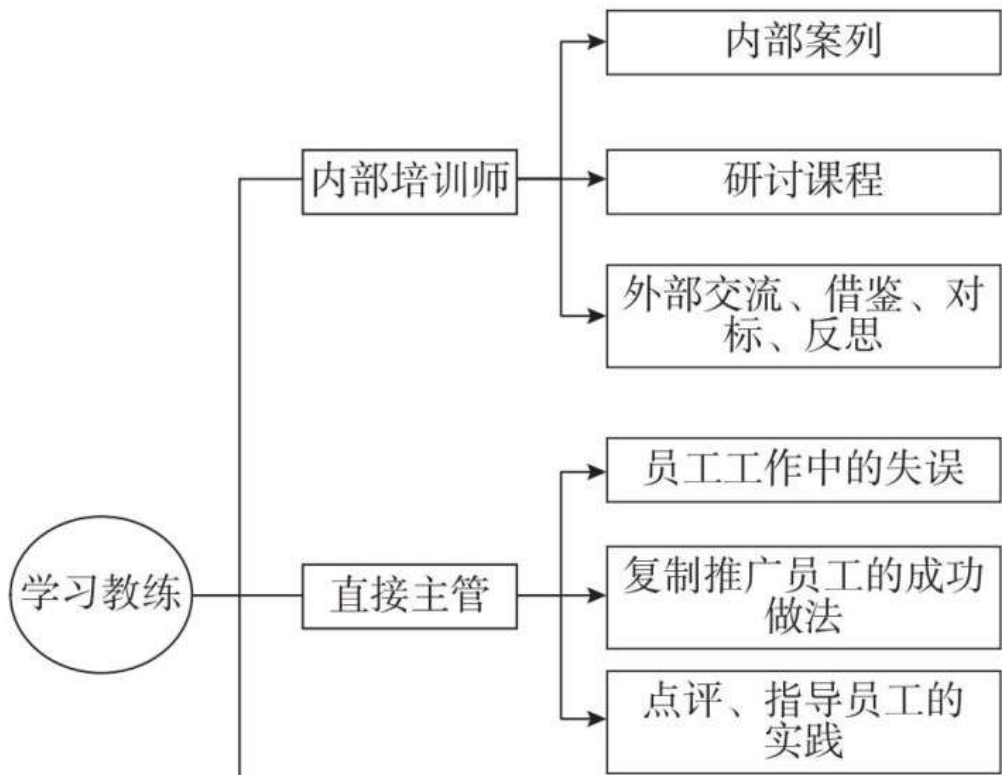 内部案列
内部培训师
研讨课程
外部交流、借鉴、对
标、反思
员工工作中的失误
学习教练
直接主管
复制推广员工的成功
做法
点评、指导员工的
实践